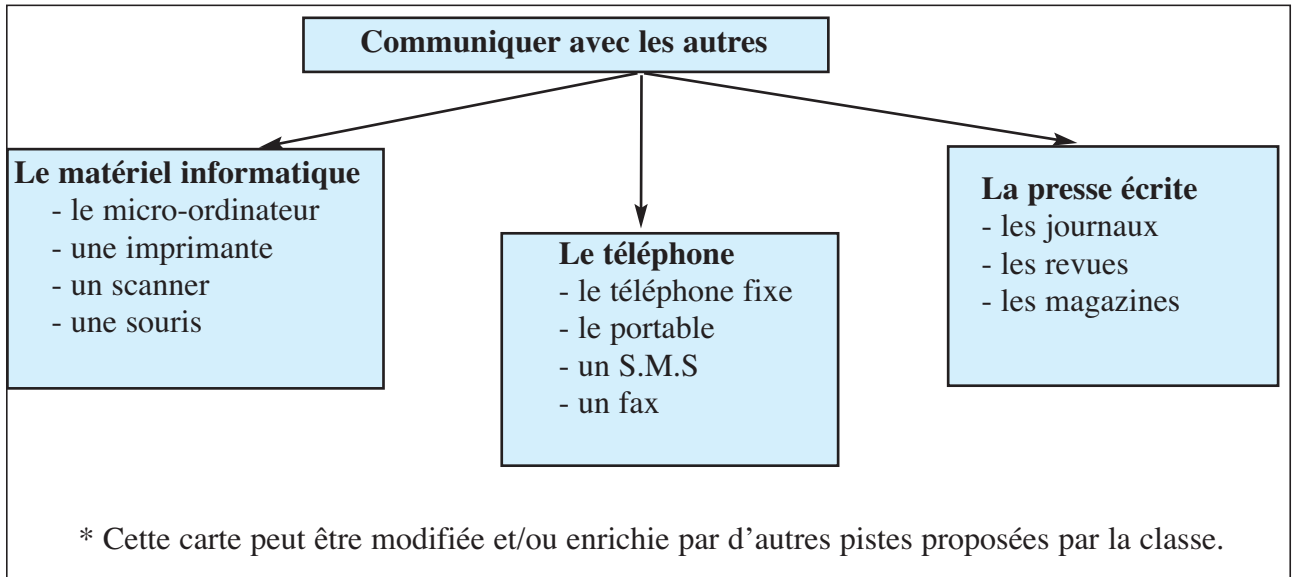 Communiquer avec les autres
Le matériel informatique
- le micro-ordinateur
- une imprimante
- un scanner
- une souris
Le téléphone
- le téléphone fixe
- le portable
- un S.M.S
- un fax
La presse écrite
- les journaux
- les revues
- les magazines
* Cette carte peut être modifiée et/ou enrichie par d’autres pistes proposées par la classe.